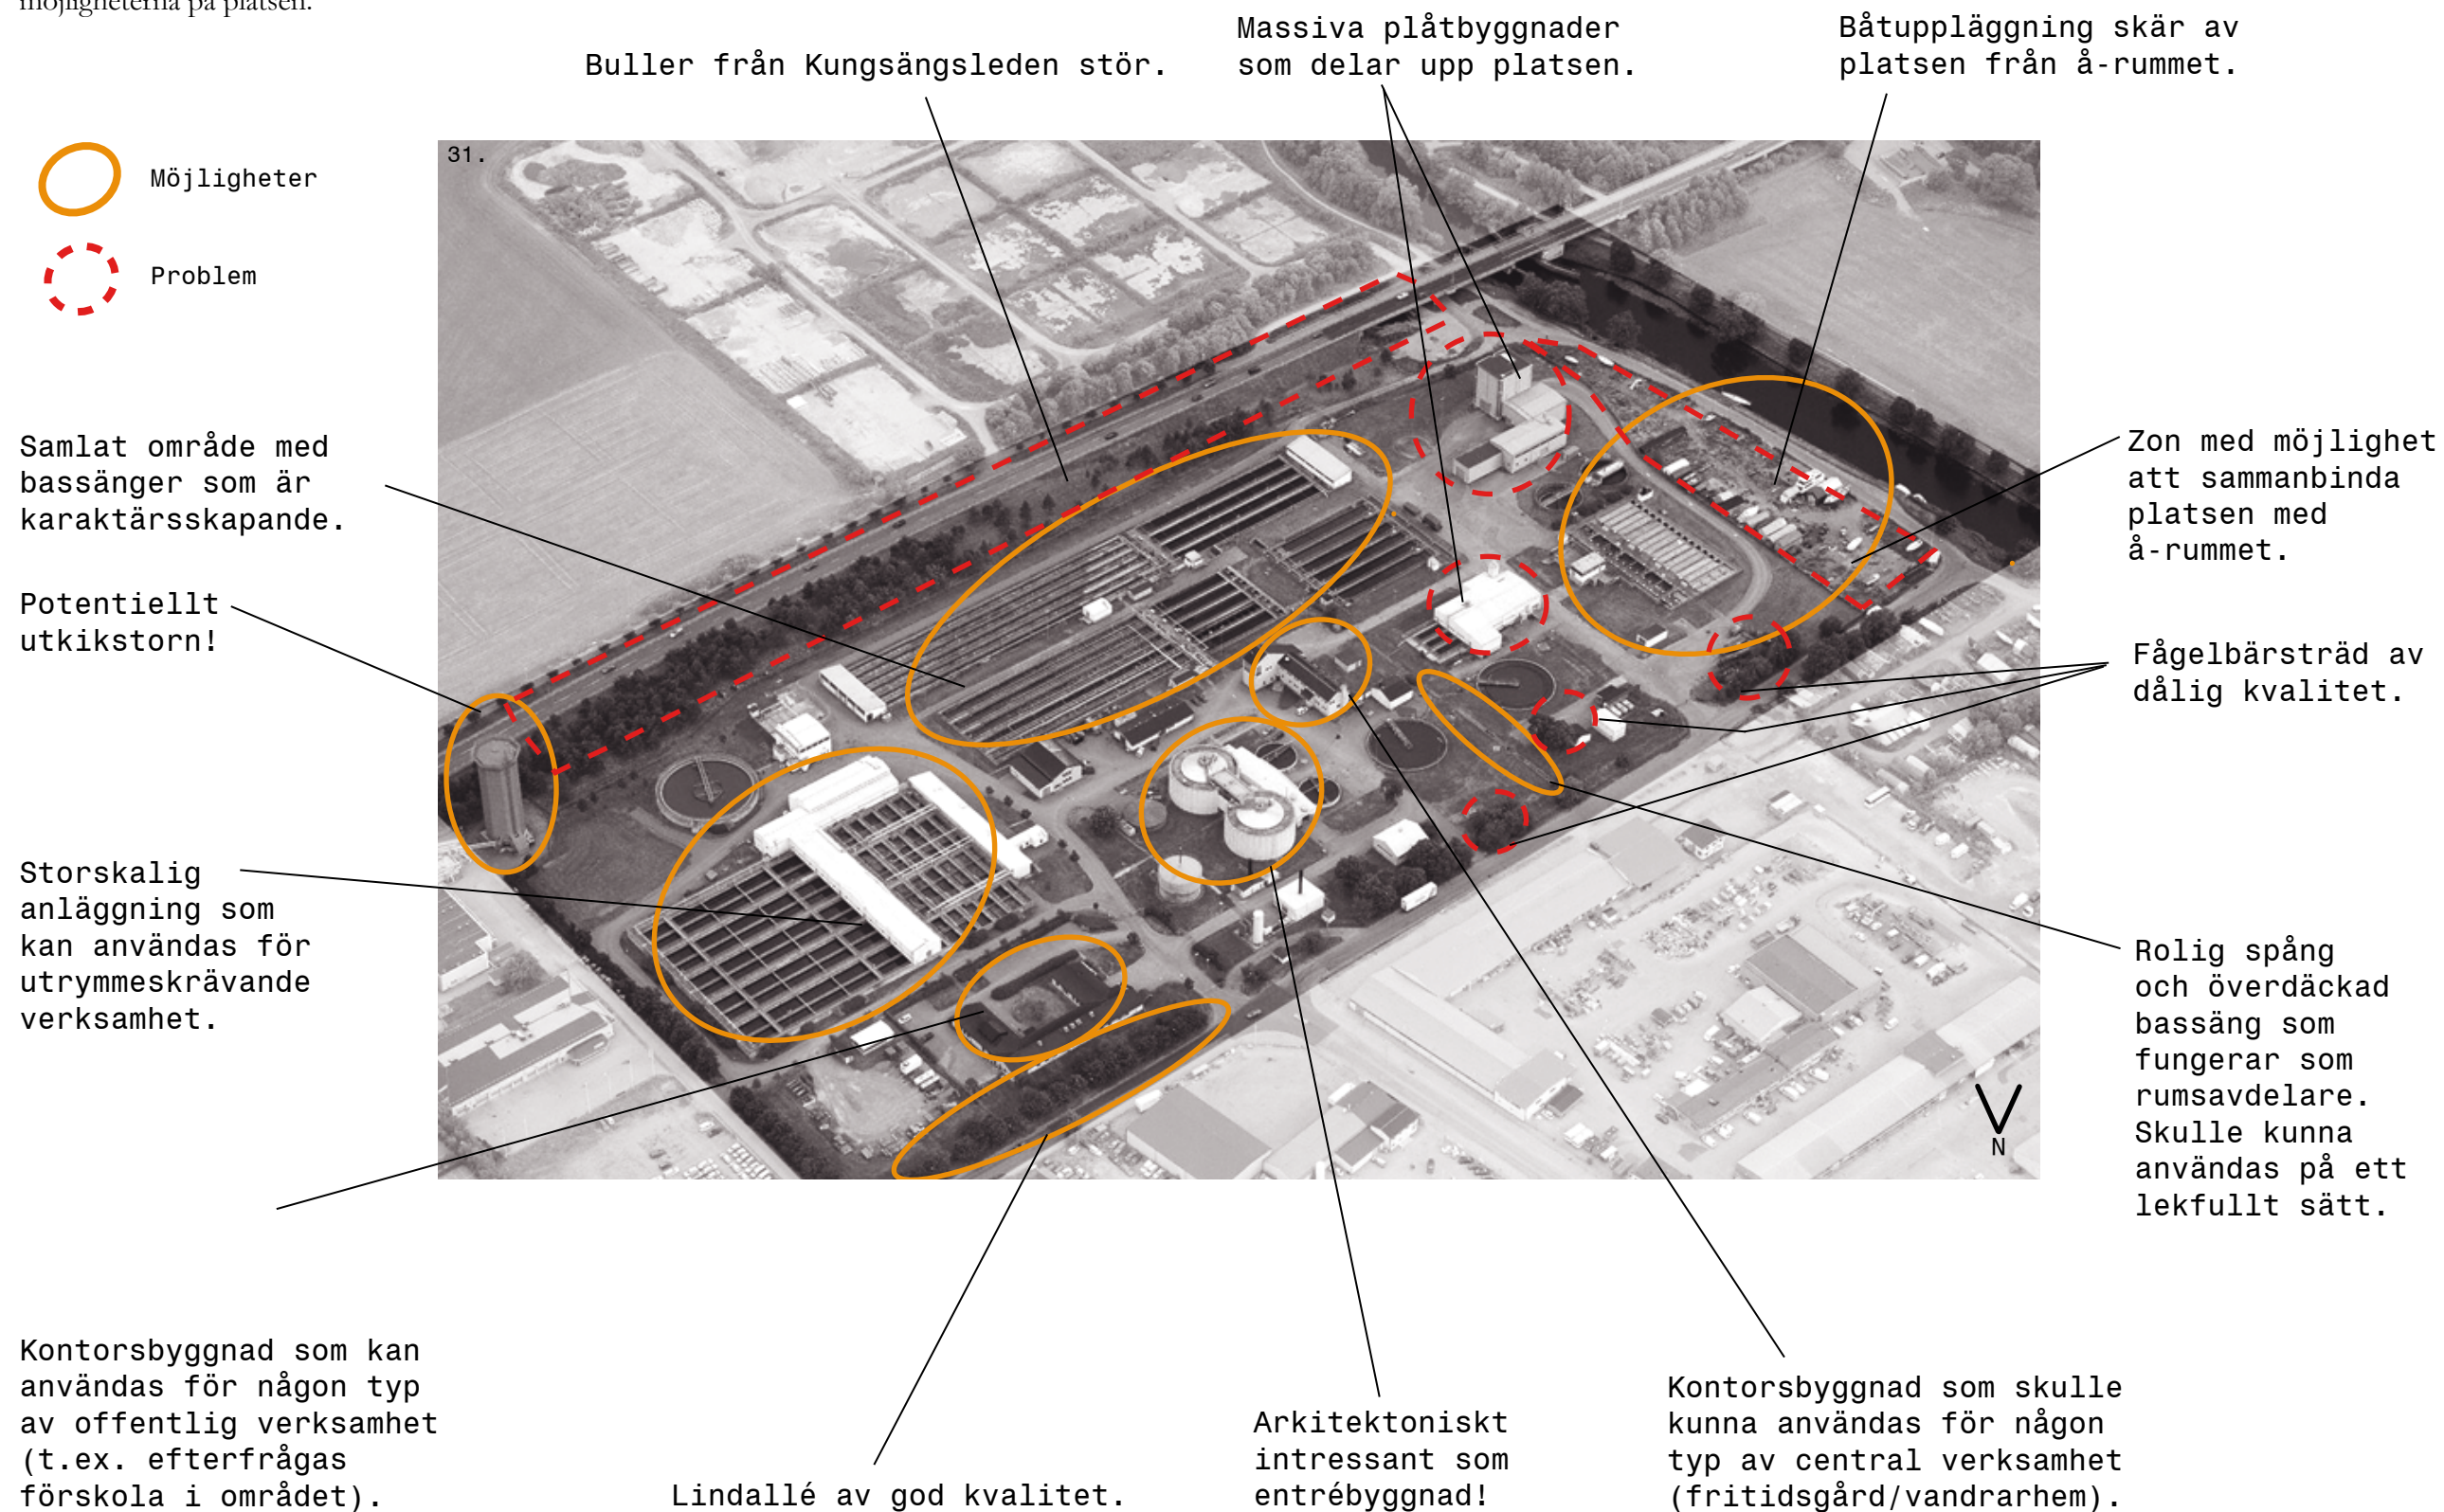 möjligheterna på platsen.
Buller från Kungsängsleden stör.
Massiva plåtbyggnader
som delar upp platsen.
Båtuppläggning skär av
platsen från å-rummet.
31.
Möjligheter
Problem
Samlat område med
bassänger som är
karaktärsskapande.
Potentiellt
utkikstorn!
Storskalig
anläggning som
kan användas för
utrymmeskrävande
verksamhet.
Zon med möjlighet
att sammanbinda
platsen med
å-rummet.
Fågelbärsträd av
dålig kvalitet.
Rolig spång
och överdäckad
bassäng som
fungerar som
rumsavdelare.
Skulle kunna
användas på ett
lekfullt sätt.
N
Kontorsbyggnad som kan
användas för någon typ
av offentlig verksamhet
(t.ex. efterfrågas
förskola i området).
Lindallé av god kvalitet.
Arkitektoniskt
intressant som
entrébyggnad!
Kontorsbyggnad som skulle
kunna användas för någon
typ av central verksamhet
(fritidsgård/vandrarhem).